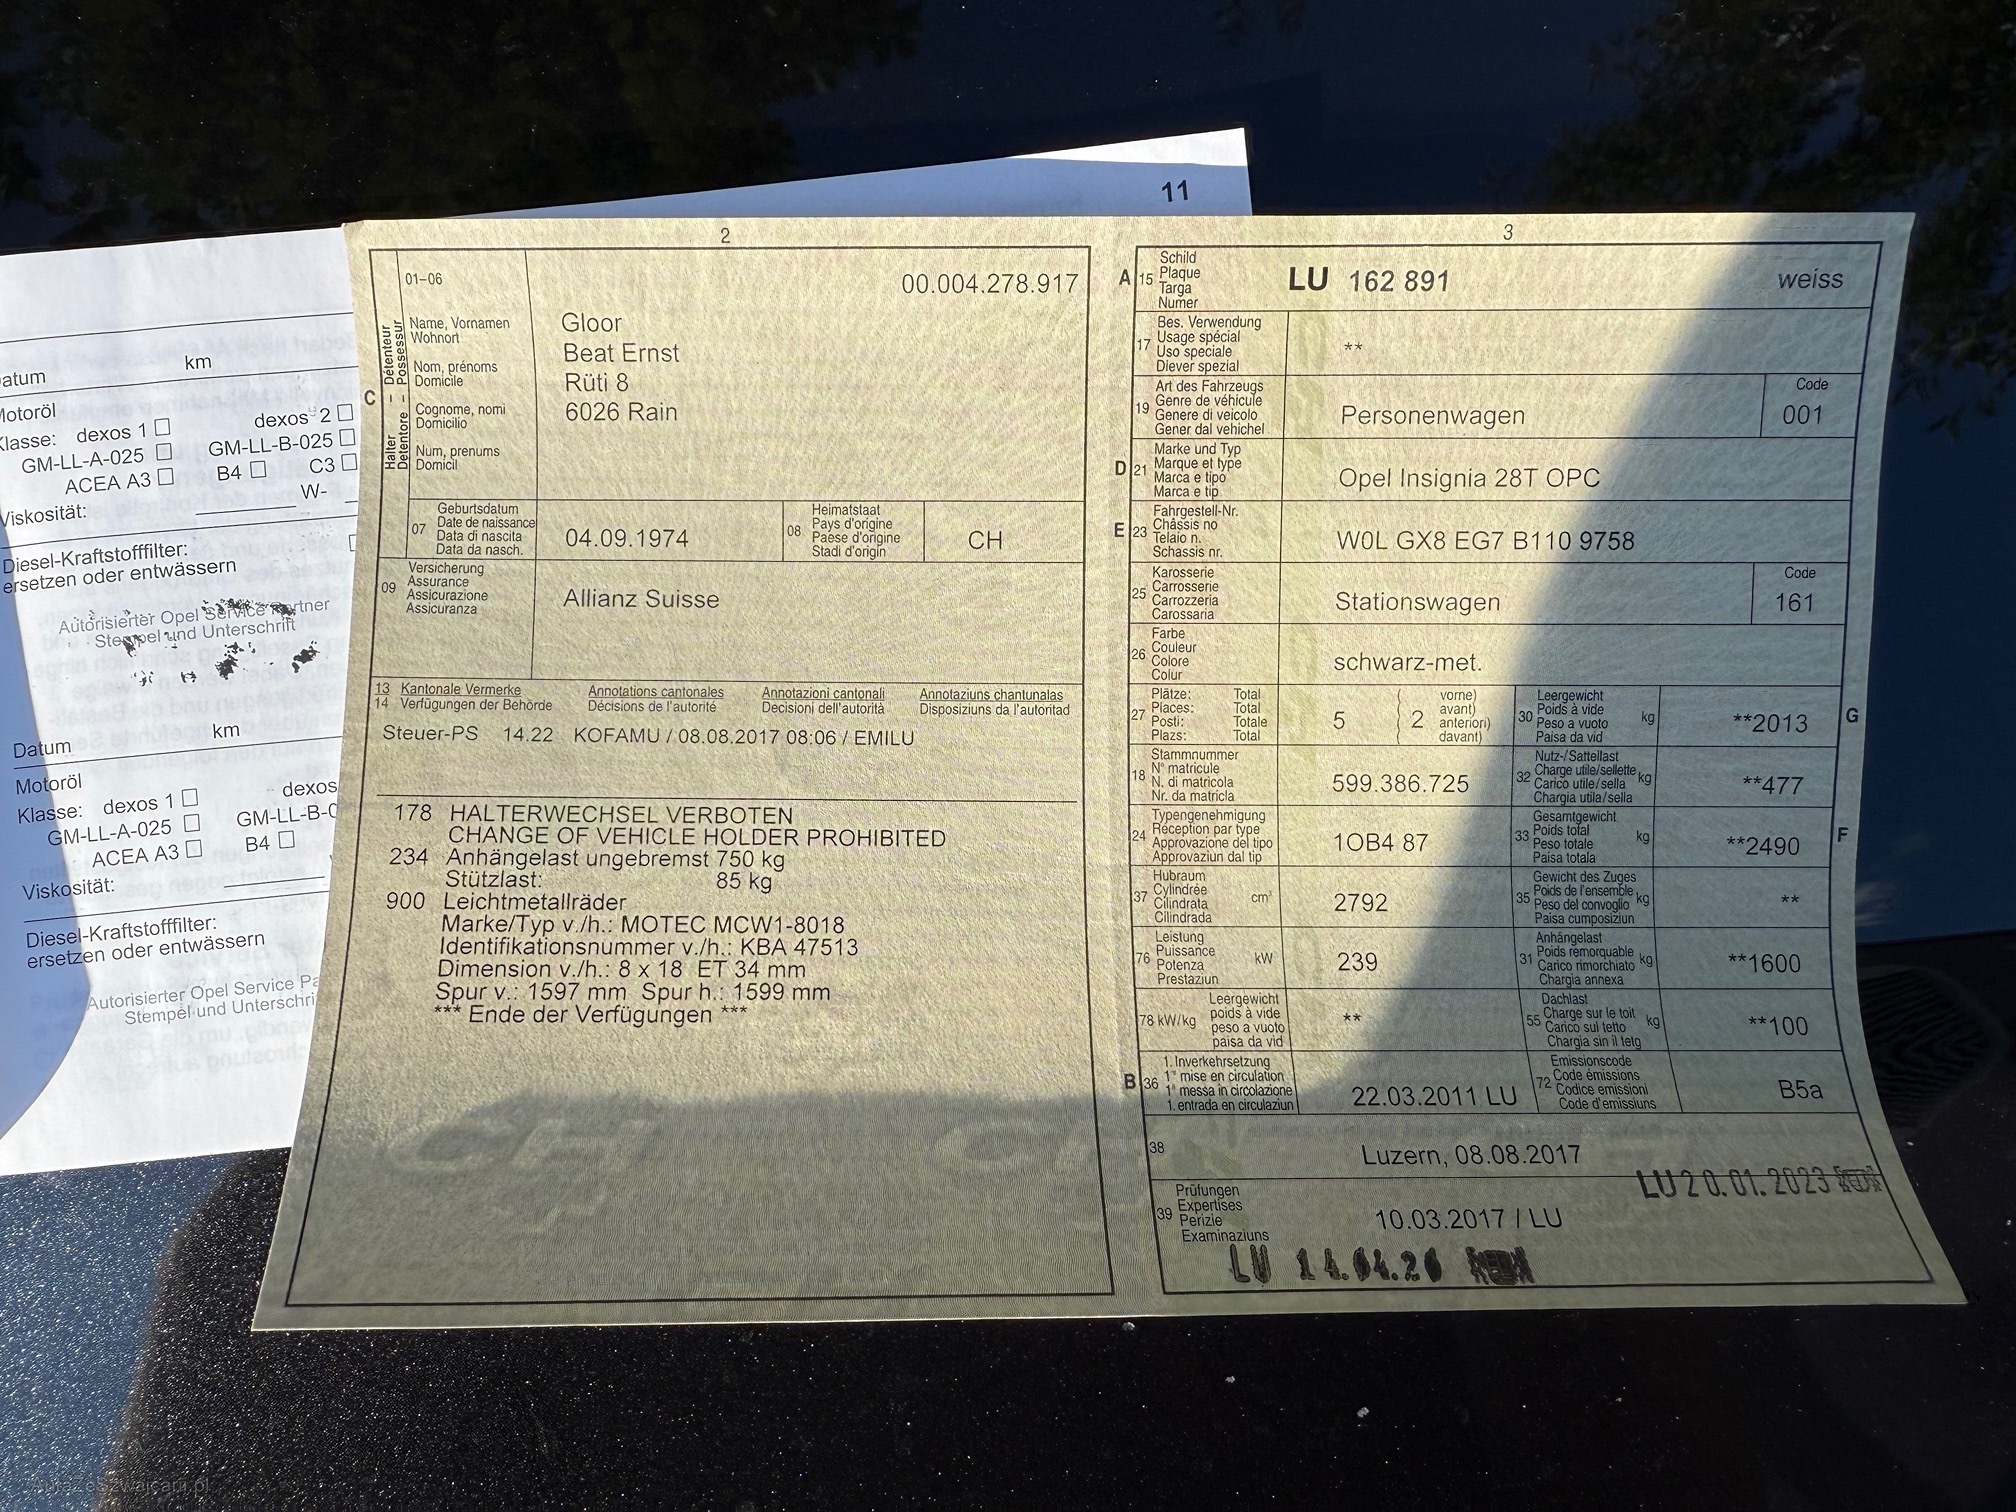 11
km
Datum
Motoröl
Klasse: dexos 1 dexos 2
GM-LL-A-025 GM-LL-B-025
ACEA A3 B4 C3
W-
Viskosität:
Diesel-Kraftstofffilter:
ersetzen oder entwässern
Autorisierter Opel Service Partner
Stempel und Unterschrift
km
Datum
Motoröl
Klasse: dexos 1 dexos
GM-LL-A-025 GM-LL-B-0
ACEA A3 B4
Viskosität:
Diesel-Kraftstofffilter:
ersetzen oder entwässern
Autorisierter Opel Service Pa
Stempel und Unterschri
2
C
Halter – Détenteur
Detentore – Possessur
01-06
00.004.278.917
Name, Vornamen
Wohnort
Nom, prénoms
Domicile
Cognome, nomi
Domicilio
Num, prenums
Domicil
Gloor
Beat Ernst
Rüti 8
6026 Rain
07
Geburtsdatum
Date de naissance
Data di nascita
Data da nasch.
04.09.1974
08
Heimatstaat
Pays d'origine
Paese d'origine
Stadi d'origin
CH
09
Versicherung
Assurance
Assicurazione
Assicuranza
Allianz Suisse
13 Kantonale Vermerke Annotations cantonales Annotazioni cantonali Annotaziuns chantunalas
14 Verfügungen der Behörde Décisions de l'autorité Decisioni dell'autorità Disposiziuns da l'autoritad
Steuer-PS 14.22 KOFAMU / 08.08.2017 08:06 / EMILU
178 HALTERWECHSEL VERBOTEN
CHANGE OF VEHICLE HOLDER PROHIBITED
234 Anhängelast ungebremst 750 kg
Stützlast: 85 kg
900 Leichtmetallräder
Marke/Typ v./h.: MOTEC MCW1-8018
Identifikationsnummer v./h.: KBA 47513
Dimension v./h.: 8 x 18 ET 34 mm
Spur v.: 1597 mm Spur h.: 1599 mm
*** Ende der Verfügungen ***
3
A 15
Schild
Plaque
Targa
Numer
LU 162 891 weiss
17
Bes. Verwendung
Usage spécial
Uso speciale
Diever spezial
**
19
Art des Fahrzeugs
Genre de véhicule
Genere di veicolo
Gener dal vehichel
Personenwagen
Code
001
D 21
Marke und Typ
Marque et type
Marca e tipo
Marca e tip
Opel Insignia 28T OPC
E 23
Fahrgestell-Nr.
Châssis no
Telaio n.
Schassis nr.
W0L GX8 EG7 B110 9758
25
Karosserie
Carrosserie
Carrozzeria
Carossaria
Stationswagen
Code
161
26
Farbe
Couleur
Colore
Colur
schwarz-met.
27
Plätze: Total
Places: Total
Posti: Totale
Plazs: Total
5
( vorne)
( 2 avant)
( anteriori)
( davant)
30
Leergewicht
Poids à vide
Peso a vuoto
Paisa da vid
kg
**2013
G
18
Stammnummer
N° matricule
N. di matricola
Nr. da matricla
599.386.725
32
Nutz-/Sattellast
Charge utile/sellette
Carico utile/sella
Chargia utila/sella
kg
**477
24
Typengenehmigung
Réception par type
Approvazione del tipo
Approvaziun dal tip
1OB4 87
33
Gesamtgewicht
Poids total
Peso totale
Paisa totala
kg
**2490
F
37
Hubraum
Cylindrée
Cilindrata
Cilindrada
cm³
2792
35
Gewicht des Zuges
Poids de l'ensemble
Peso del convoglio
Paisa cumposiziun
kg
**
76
Leistung
Puissance
Potenza
Prestaziun
kW
239
31
Anhängelast
Poids remorquable
Carico rimorchiato
Chargia annexa
kg
**1600
78 kW/kg
Leergewicht
poids à vide
peso a vuoto
paisa da vid
**
55
Dachlast
Charge sur le toit
Carico sul tetto
Chargia sin il tetg
kg
**100
B 36
1. Inverkehrsetzung
1e mise en circulation
1a messa in circolazione
1. entrada en circulaziun
22.03.2011 LU
72
Emissionscode
Code émissions
Codice emissioni
Code d'emissiuns
B5a
38
Luzern, 08.08.2017
LU 20.01.2023
39
Prüfungen
Expertises
Perizie
Examinaziuns
10.03.2017 / LU
LU 14.04.20
AutaZeSzwajcarii.pl